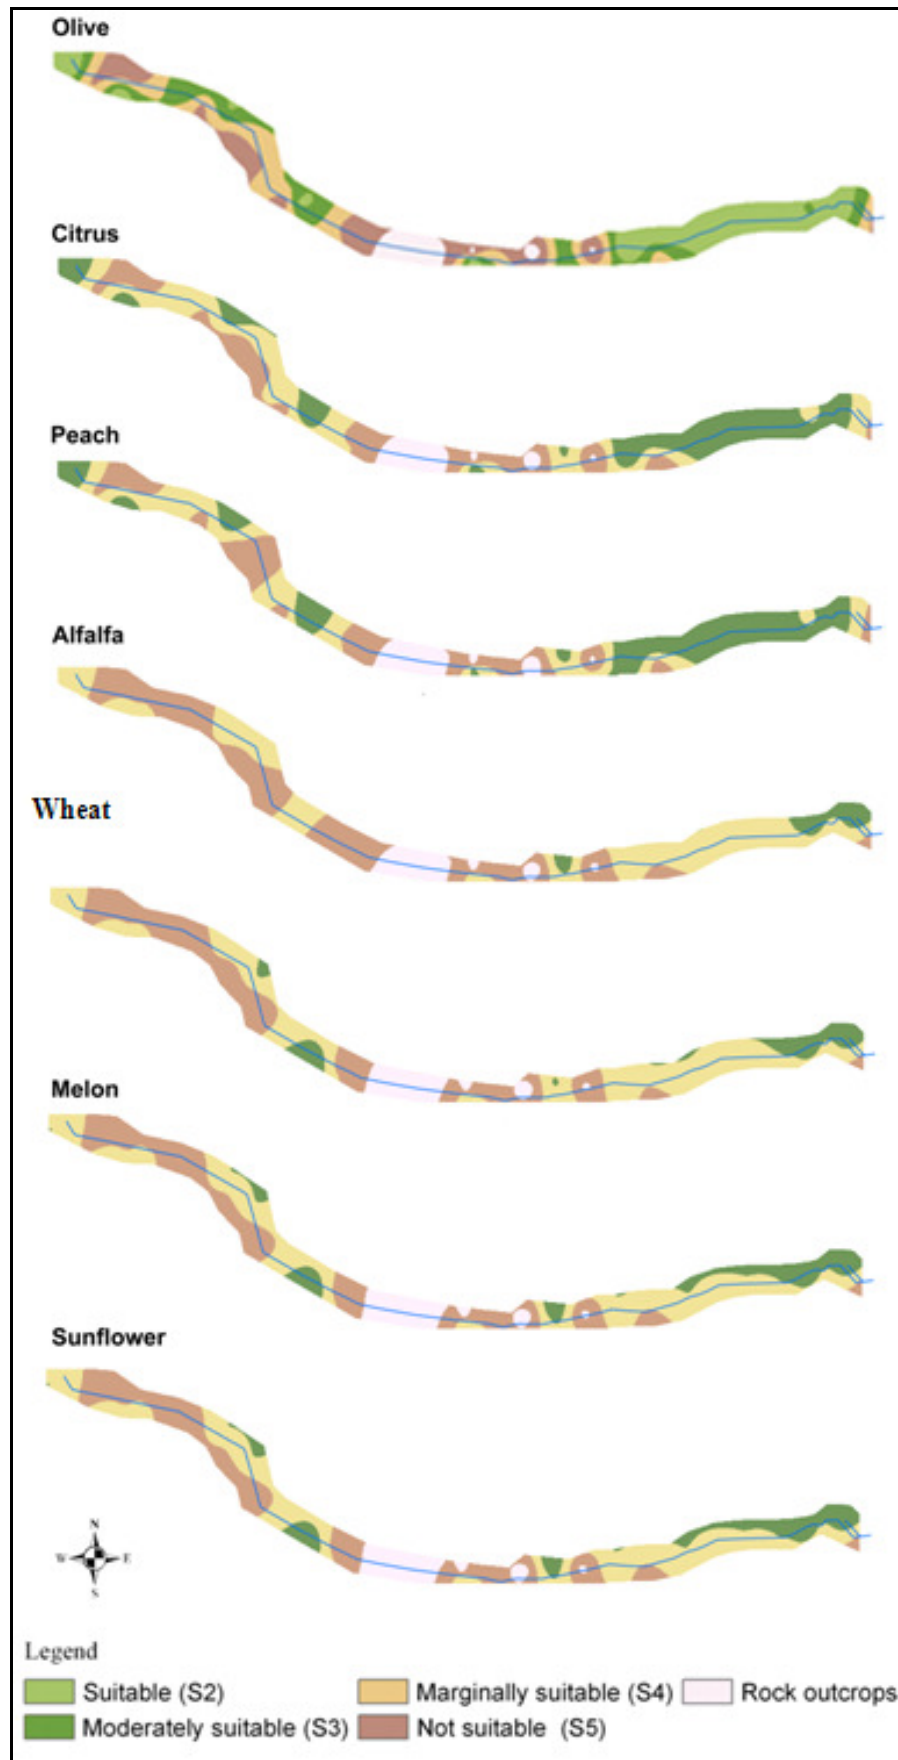 Olive
Citrus
Peach
Alfalfa
Wheat
Melon
Sunflower
N
W E
S
Legend
Suitable (S2) Marginally suitable (S4) Rock outcrops
Moderately suitable (S3) Not suitable (S5)